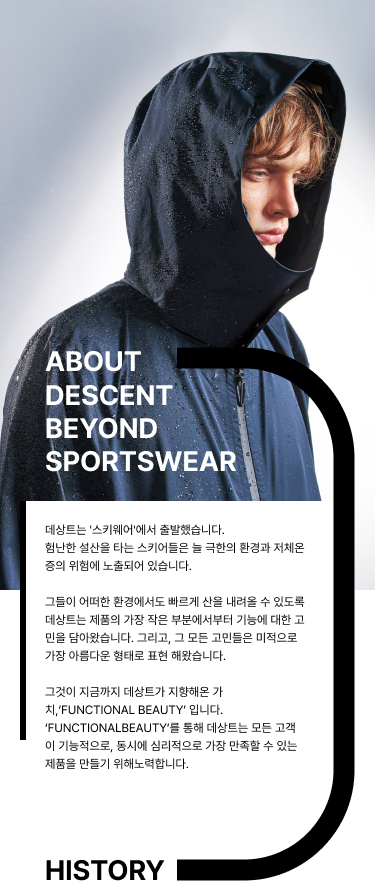 ABOUT
DESCENT
BEYOND
SPORTSWEAR
데상트는 '스키웨어'에서 출발했습니다.
험난한 설산을 타는 스키어들은 늘 극한의 환경과 저체온
증의 위험에 노출되어 있습니다.
그들이 어떠한 환경에서도 빠르게 산을 내려올 수 있도록
데상트는 제품의 가장 작은 부분에서부터 기능에 대한 고
민을 담아왔습니다. 그리고, 그 모든 고민들은 미적으로
가장 아름다운 형태로 표현 해왔습니다.
그것이 지금까지 데상트가 지향해온 가
치,‘FUNCTIONAL BEAUTY’ 입니다.
‘FUNCTIONALBEAUTY’를 통해 데상트는 모든 고객
이 기능적으로, 동시에 심리적으로 가장 만족할 수 있는
제품을 만들기 위해노력합니다.
HISTORY